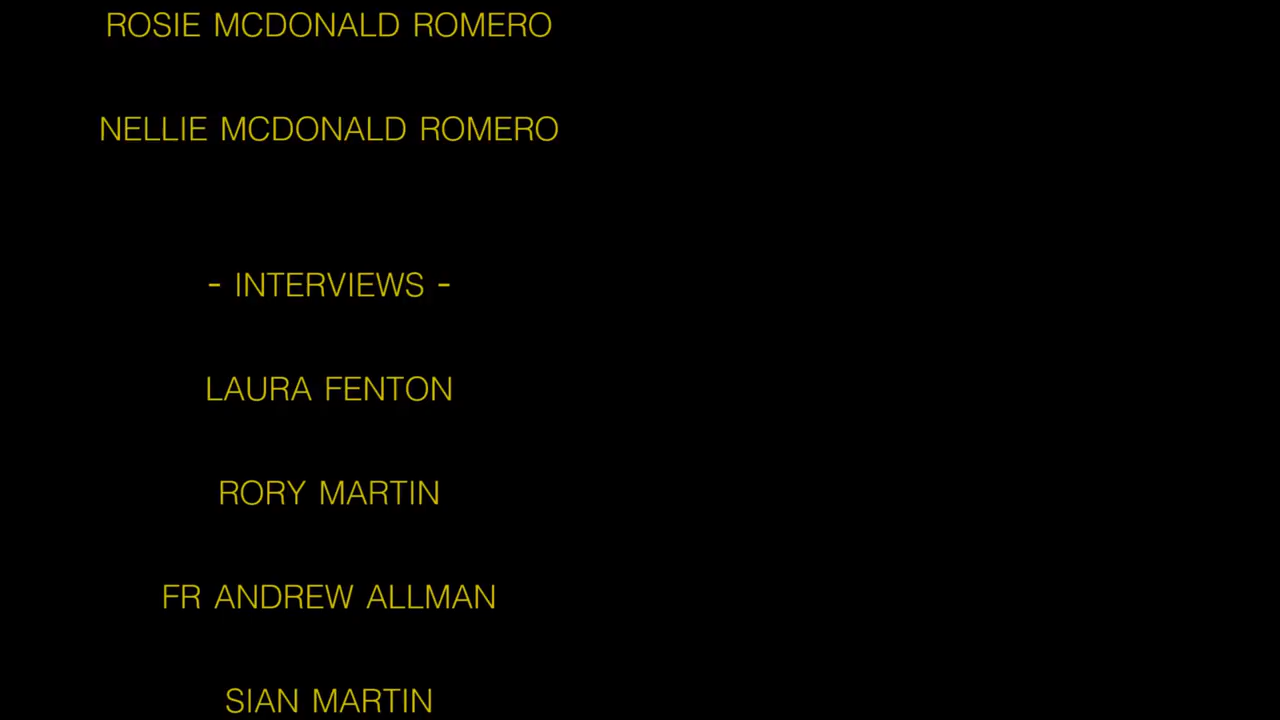 ROSIE MCDONALD ROMERO
NELLIE MCDONALD ROMERO
- INTERVIEWS -
LAURA FENTON
RORY MARTIN
FR ANDREW ALLMAN
SIAN MARTIN